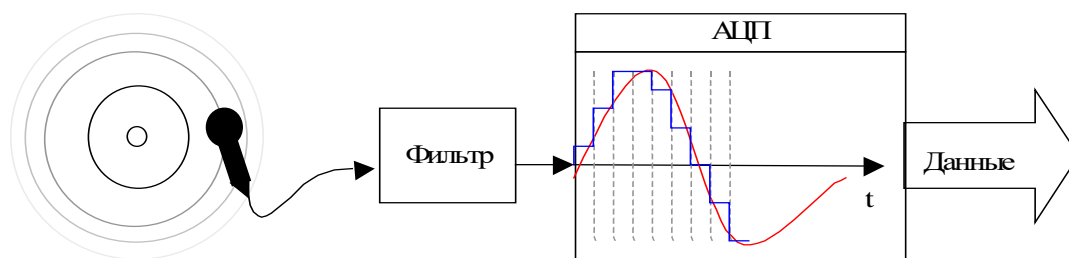 АЦП
Фильтр
Данные
t